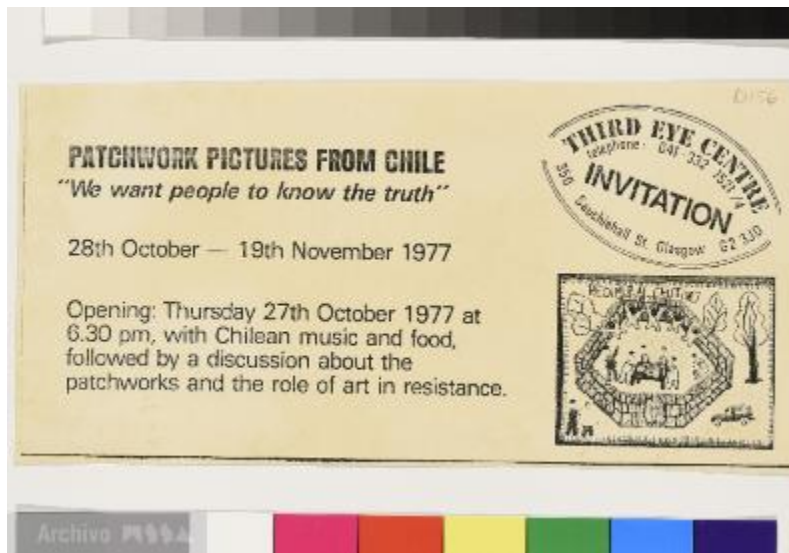 D156
PATCHWORK PICTURES FROM CHILE
"We want people to know the truth"
28th October — 19th November 1977
Opening: Thursday 27th October 1977 at
6.30 pm, with Chilean music and food,
followed by a discussion about the
patchworks and the role of art in resistance.
THIRD EYE CENTRE
telephone: 041 332 7521/4
INVITATION
350 Sauchiehall St. Glasgow G2 3JD
Archivo